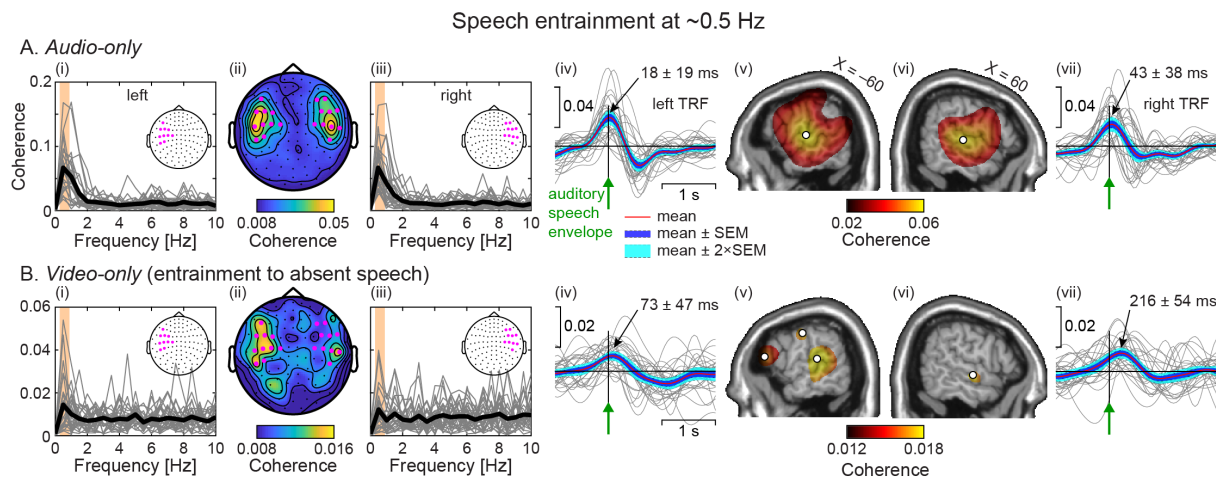 Speech entrainment at ~0.5 Hz
A. Audio-only
(i)
(ii)
(iii)
(iv)
(v)
(vi)
(vii)
left
right
18 ± 19 ms
X = –60
X = 60
43 ± 38 ms
0.2
0.1
0
Coherence
0.04
left TRF
0.04
right TRF
0 2 4 6 8 10
Frequency [Hz]
0.008 0.05
Coherence
0 2 4 6 8 10
Frequency [Hz]
1 s
auditory
speech
envelope
mean
mean ± SEM
mean ± 2×SEM
0.02 0.06
Coherence
B. Video-only (entrainment to absent speech)
(i)
(ii)
(iii)
(iv)
(v)
(vi)
(vii)
0.06
0.04
0.02
0
73 ± 47 ms
216 ± 54 ms
0.02
0.02
0 2 4 6 8 10
Frequency [Hz]
0.008 0.016
Coherence
0 2 4 6 8 10
Frequency [Hz]
1 s
0.012 0.018
Coherence